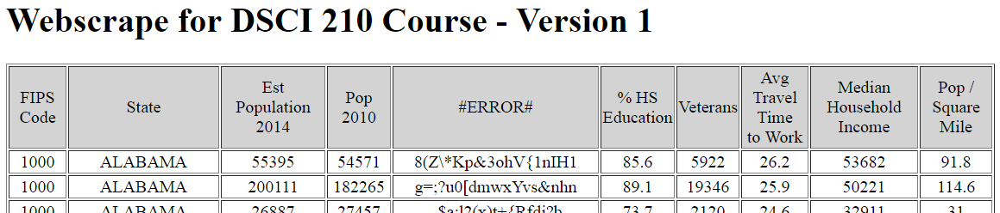 Webscrape for DSCI 210 Course - Version 1
FIPS Code State Est Population 2014 Pop 2010 #ERROR# % HS Education Veterans Avg Travel Time to Work Median Household Income Pop / Square Mile
1000 ALABAMA 55395 54571 8(Z\*Kp&3ohV{1nIH1 85.6 5922 26.2 53682 91.8
1000 ALABAMA 200111 182265 g=;?u0[dmwxYvs&nhn 89.1 19346 25.9 50221 114.6
1000 ALABAMA 26887 27457 73.7 2120 24.6 32911 31